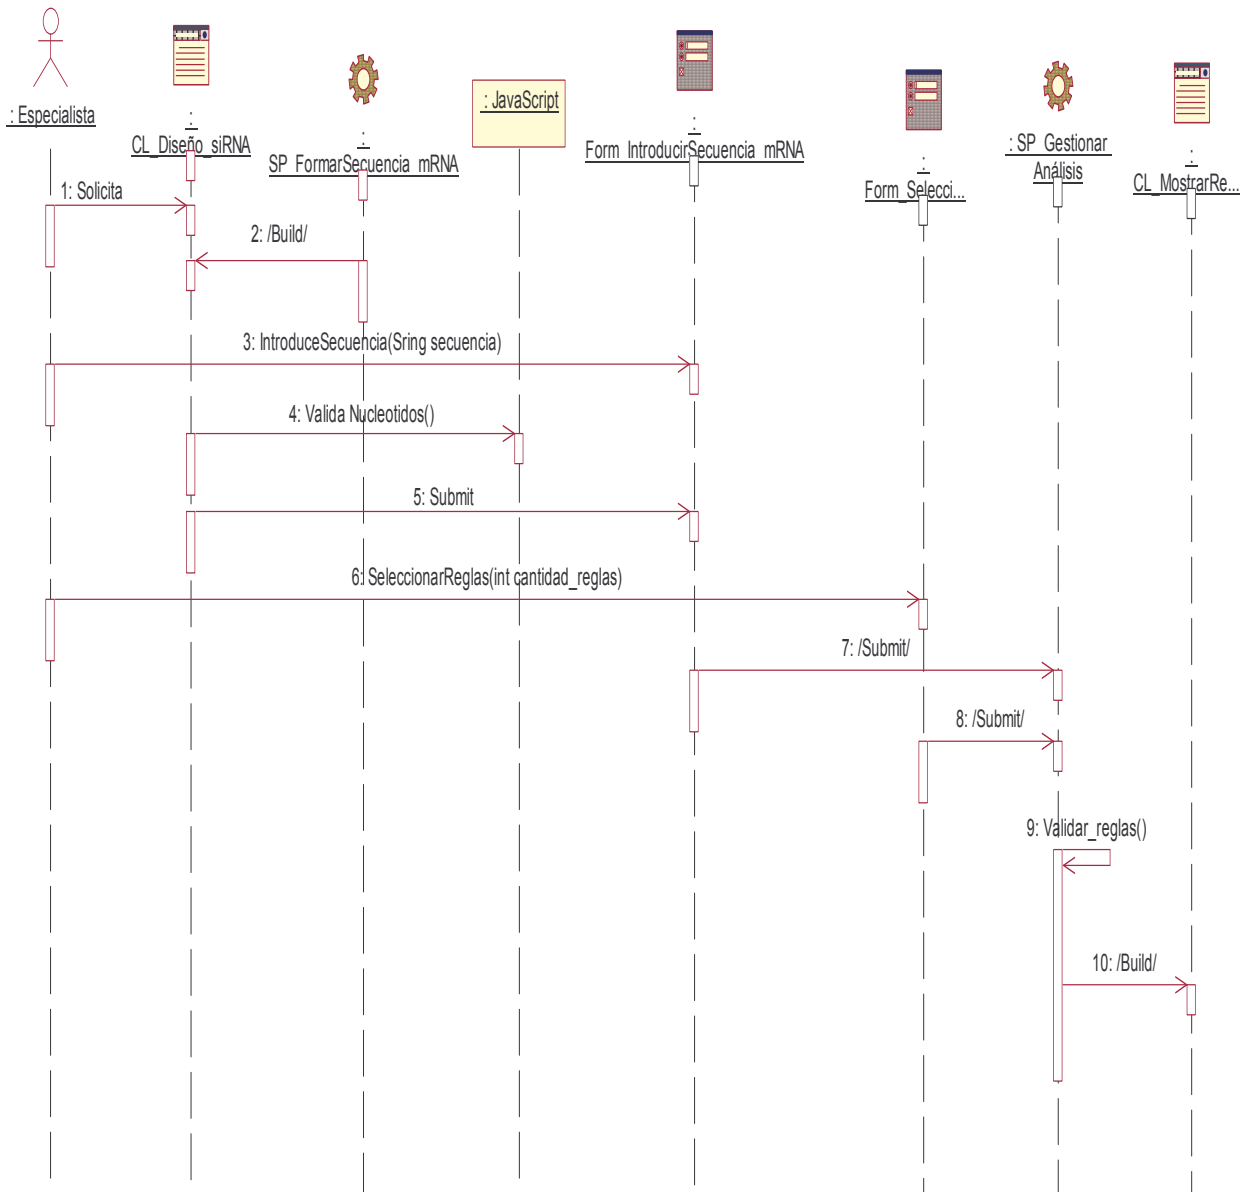 : Especialista
:
CL_Diseño_siRNA
:
SP_FormarSecuencia_mRNA
: JavaScript
:
Form_IntroducirSecuencia_mRNA
:
Form_Selecci...
: SP_Gestionar
Análisis
:
CL_MostrarRe...
1: Solicita
2: /Build/
3: IntroduceSecuencia(Sring secuencia)
4: Valida Nucleotidos()
5: Submit
6: SeleccionarReglas(int cantidad_reglas)
7: /Submit/
8: /Submit/
9: Validar_reglas()
10: /Build/